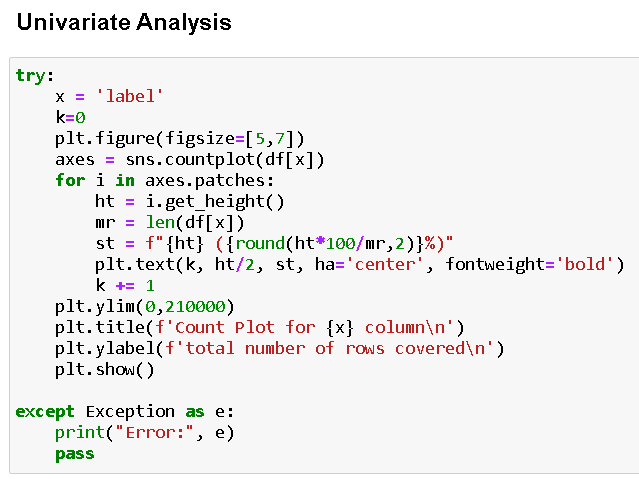 Univariate Analysis
try:
    x = 'label'
    k=0
    plt.figure(figsize=[5,7])
    axes = sns.countplot(df[x])
    for i in axes.patches:
        ht = i.get_height()
        mr = len(df[x])
        st = f"{ht} ({round(ht*100/mr,2)}%)"
        plt.text(k, ht/2, st, ha='center', fontweight='bold')
        k += 1
    plt.ylim(0,210000)
    plt.title(f'Count Plot for {x} column\n')
    plt.ylabel(f'total number of rows covered\n')
    plt.show()
except Exception as e:
    print("Error:", e)
    pass